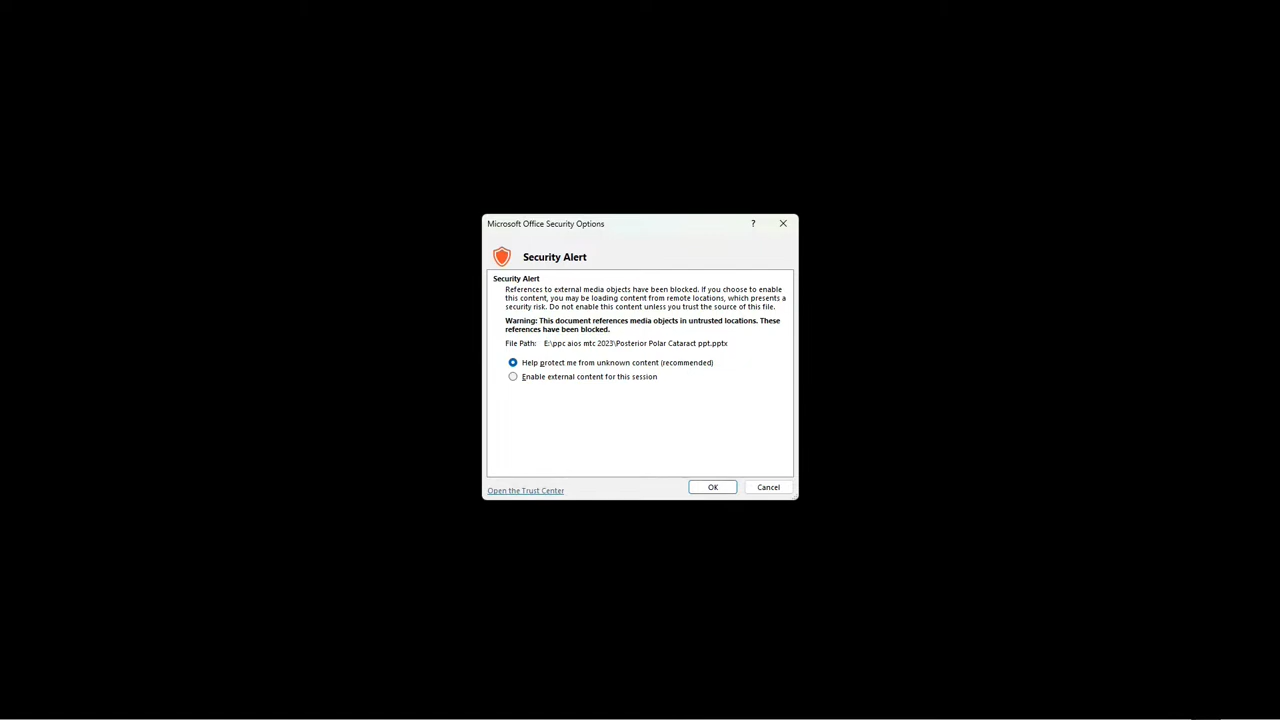 Microsoft Office Security Options
?
Security Alert
Security Alert
References to external media objects have been blocked. If you choose to enable
this content, you may be loading content from remote locations, which presents a
security risk. Do not enable this content unless you trust the source of this file.
Warning: This document references media objects in untrusted locations. These
references have been blocked.
File Path: E:\ppc aios mtc 2023\Posterior Polar Cataract ppt.pptx
Help protect me from unknown content (recommended)
Enable external content for this session
Open the Trust Center
OK
Cancel